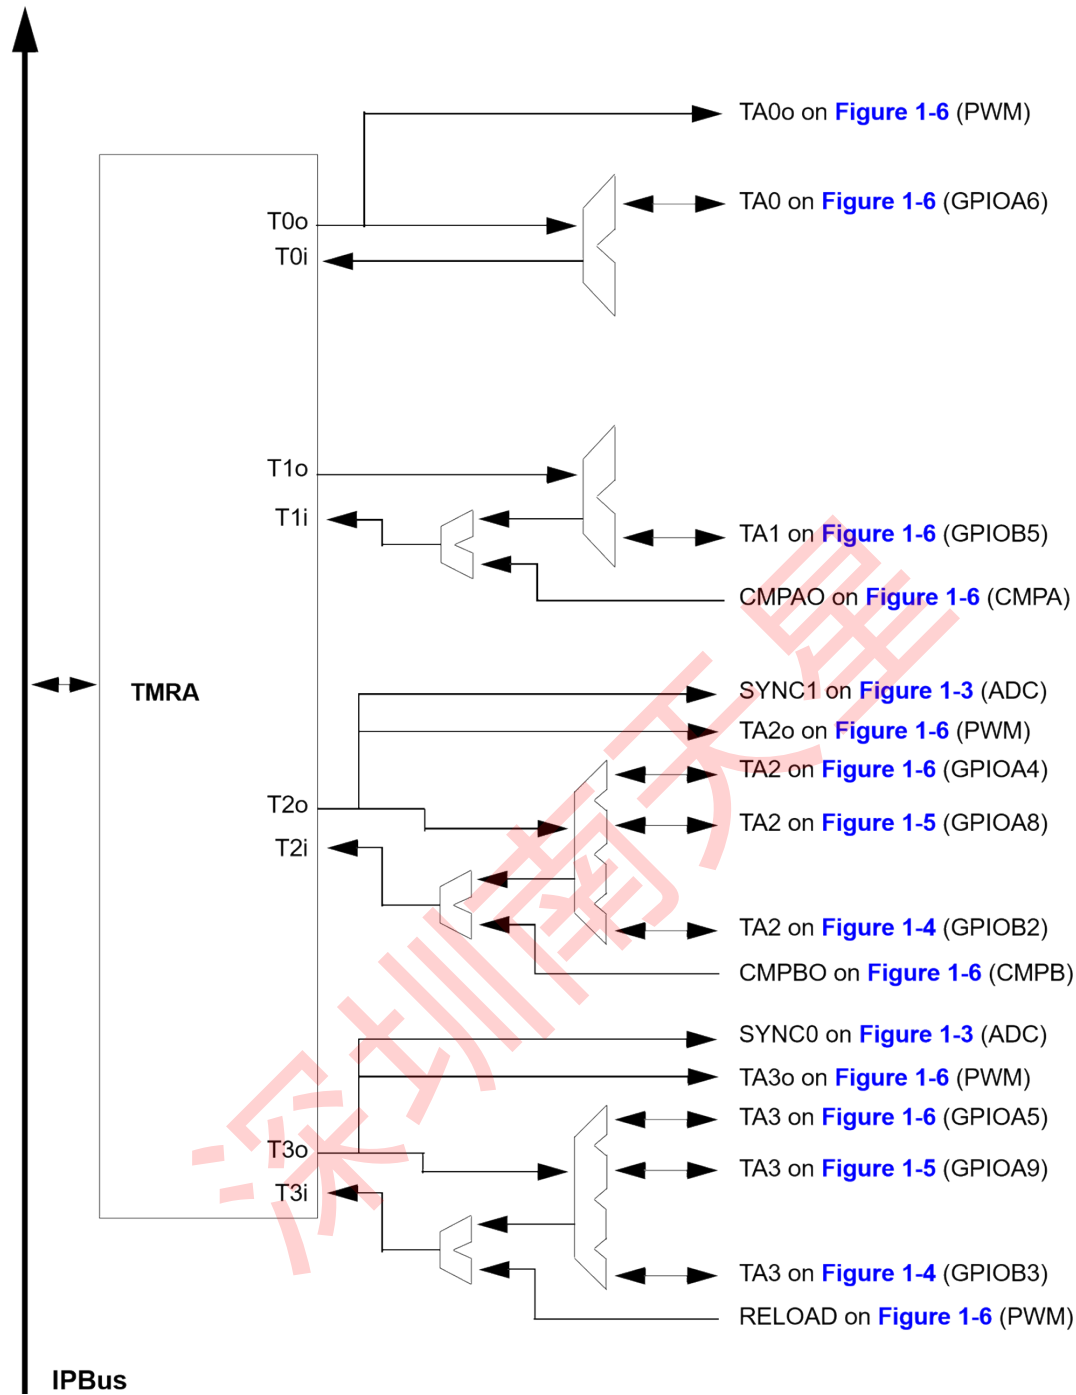 TA0o on Figure 1-6 (PWM)
TA0 on Figure 1-6 (GPIOA6)
T0o
T0i
T1o
T1i
TA1 on Figure 1-6 (GPIOB5)
CMPAO on Figure 1-6 (CMPA)
TMRA
SYNC1 on Figure 1-3 (ADC)
TA2o on Figure 1-6 (PWM)
TA2 on Figure 1-6 (GPIOA4)
T2o
TA2 on Figure 1-5 (GPIOA8)
T2i
TA2 on Figure 1-4 (GPIOB2)
CMPBO on Figure 1-6 (CMPB)
SYNC0 on Figure 1-3 (ADC)
TA3o on Figure 1-6 (PWM)
TA3 on Figure 1-6 (GPIOA5)
T3o
TA3 on Figure 1-5 (GPIOA9)
T3i
TA3 on Figure 1-4 (GPIOB3)
RELOAD on Figure 1-6 (PWM)
IPBus
深圳南天星